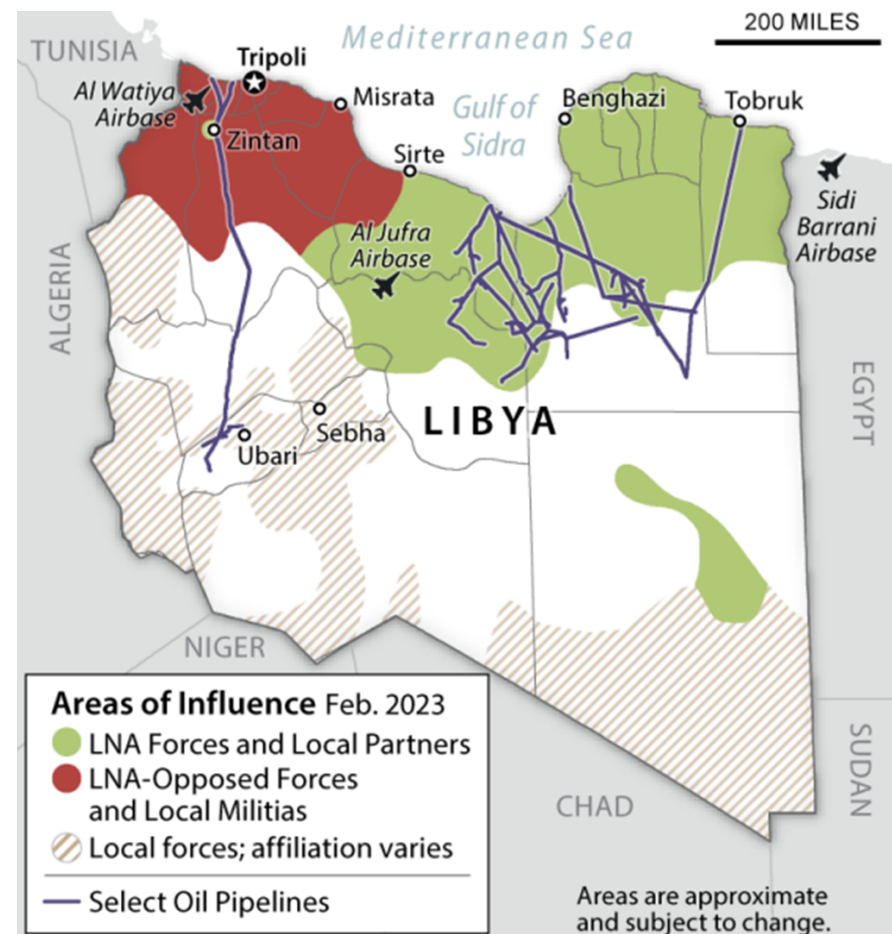 200 MILES
TUNISIA
Mediterranean Sea
Tripoli
Al Watiya
Airbase
Misrata
Gulf of
Sidra
Benghazi
Tobruk
Zintan
Sirte
Sidi
Barrani
Airbase
Al Jufra
Airbase
ALGERIA
EGYPT
LIBYA
Sebha
Ubari
NIGER
CHAD
SUDAN
Areas of Influence Feb. 2023
LNA Forces and Local Partners
LNA-Opposed Forces
and Local Militias
Local forces; affiliation varies
Select Oil Pipelines
Areas are approximate
and subject to change.